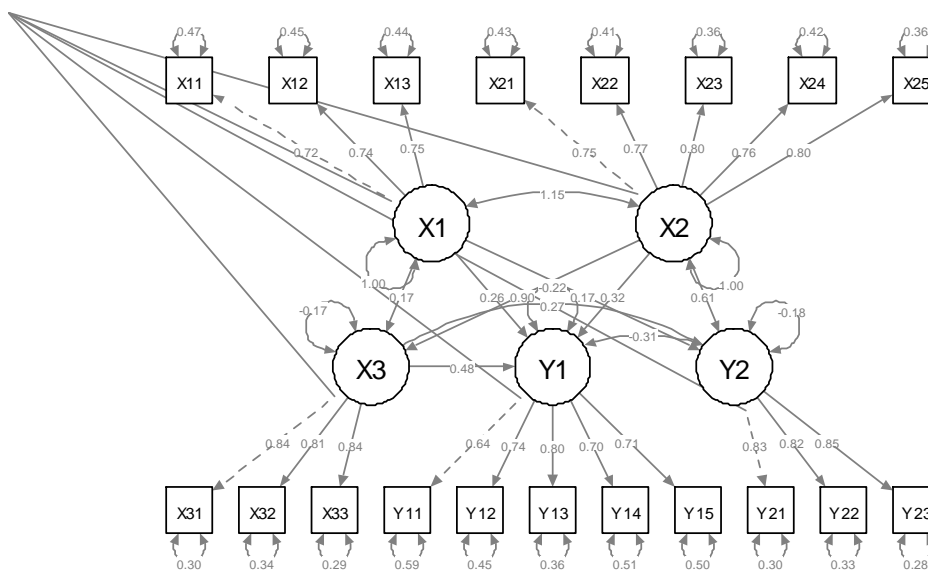 0.47 0.45 0.44 0.43 0.41 0.36 0.42 0.36
X11 X12 X13 X21 X22 X23 X24 X25
0.72 0.74 0.75 0.75 0.77 0.80 0.76 0.80
1.15
X1 X2
1.00 0.17 0.26 0.90 -0.22 0.27 0.17 0.32 0.61 1.00
-0.17 -0.31 -0.18
X3 Y1 Y2
0.48
0.84 0.81 0.84 0.64 0.74 0.80 0.70 0.71 0.83 0.82 0.85
X31 X32 X33 Y11 Y12 Y13 Y14 Y15 Y21 Y22 Y23
0.30 0.34 0.29 0.59 0.45 0.36 0.51 0.50 0.30 0.33 0.28